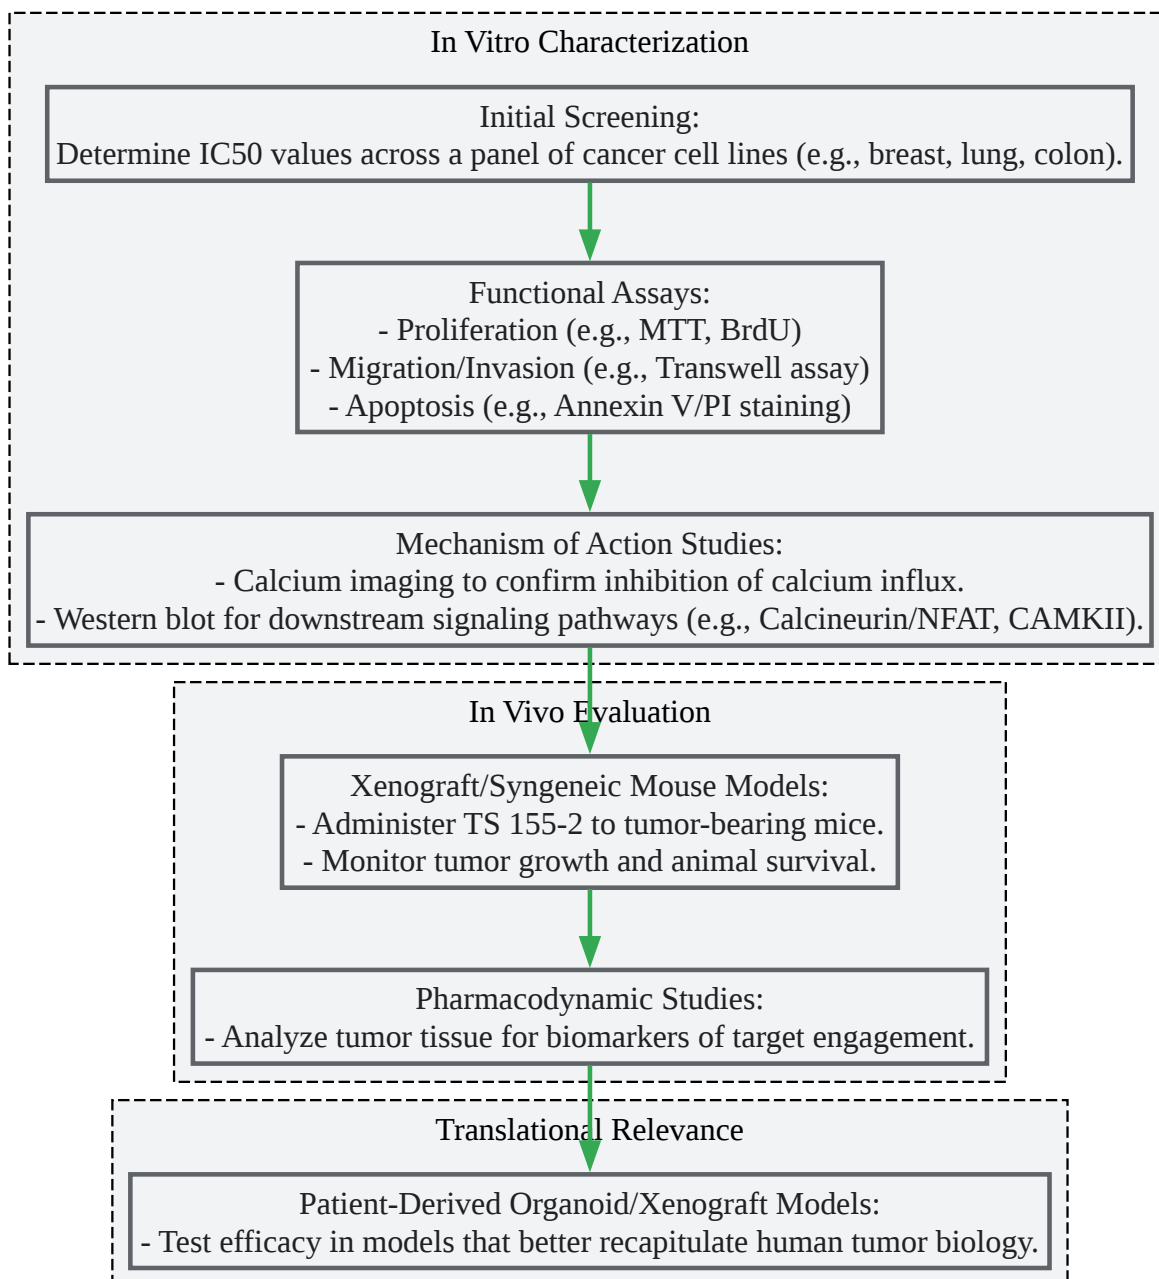 In Vitro Characterization
Initial Screening:
Determine IC50 values across a panel of cancer cell lines (e.g., breast, lung, colon).
Functional Assays:
- Proliferation (e.g., MTT, BrdU)
- Migration/Invasion (e.g., Transwell assay)
- Apoptosis (e.g., Annexin V/PI staining)
Mechanism of Action Studies:
- Calcium imaging to confirm inhibition of calcium influx.
- Western blot for downstream signaling pathways (e.g., Calcineurin/NFAT, CAMKII).
In Vivo Evaluation
Xenograft/Syngeneic Mouse Models:
- Administer TS 155-2 to tumor-bearing mice.
- Monitor tumor growth and animal survival.
Pharmacodynamic Studies:
- Analyze tumor tissue for biomarkers of target engagement.
Translational Relevance
Patient-Derived Organoid/Xenograft Models:
- Test efficacy in models that better recapitulate human tumor biology.